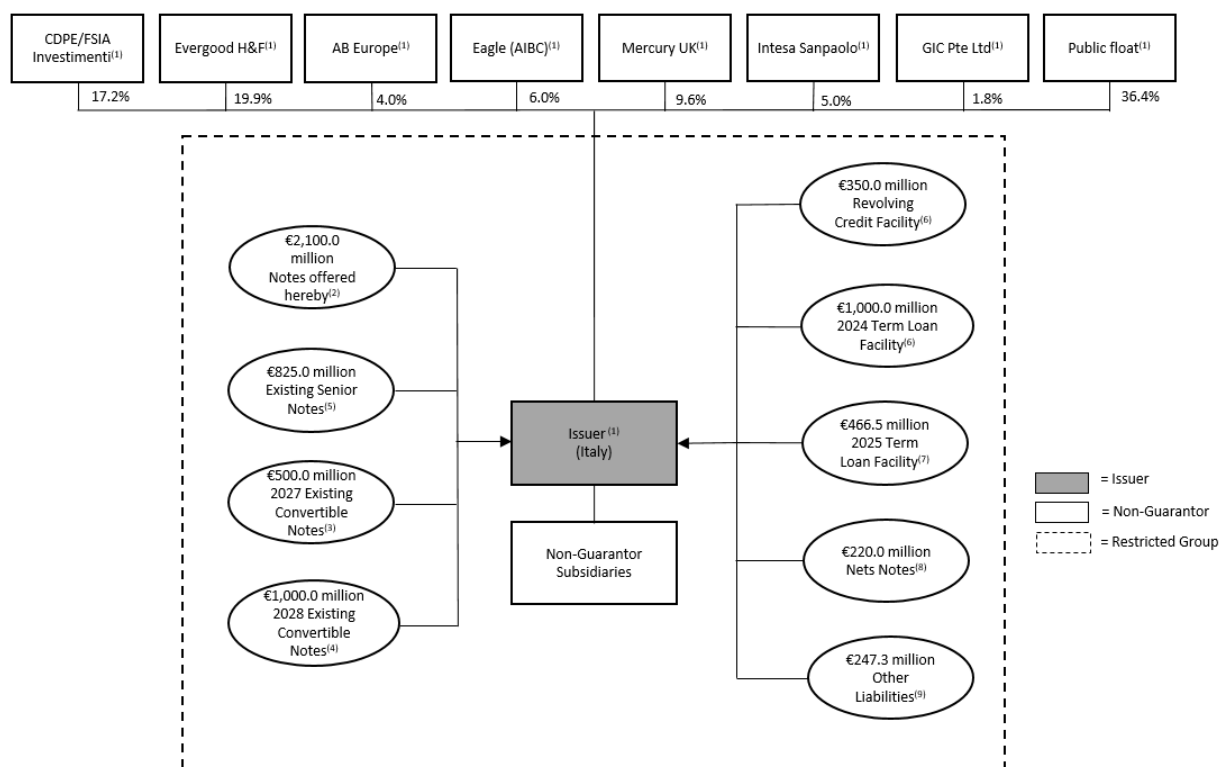 CDPE/FSIA
Investimenti(1)
Evergood H&F(1)
AB Europe(1)
Eagle (AIBC)(1)
Mercury UK(1)
Intesa Sanpaolo(1)
GIC Pte Ltd(1)
Public float(1)
17.2%
19.9%
4.0%
6.0%
9.6%
5.0%
1.8%
36.4%
€2,100.0
million
Notes offered
hereby(2)
€825.0 million
Existing Senior
Notes(5)
€500.0 million
2027 Existing
Convertible
Notes(3)
€1,000.0 million
2028 Existing
Convertible
Notes(4)
Issuer(1)
(Italy)
Non-Guarantor
Subsidiaries
€350.0 million
Revolving
Credit Facility(6)
€1,000.0 million
2024 Term Loan
Facility(6)
€466.5 million
2025 Term
Loan Facility(7)
€220.0 million
Nets Notes(8)
€247.3 million
Other
Liabilities(9)
= Issuer
= Non-Guarantor
= Restricted Group